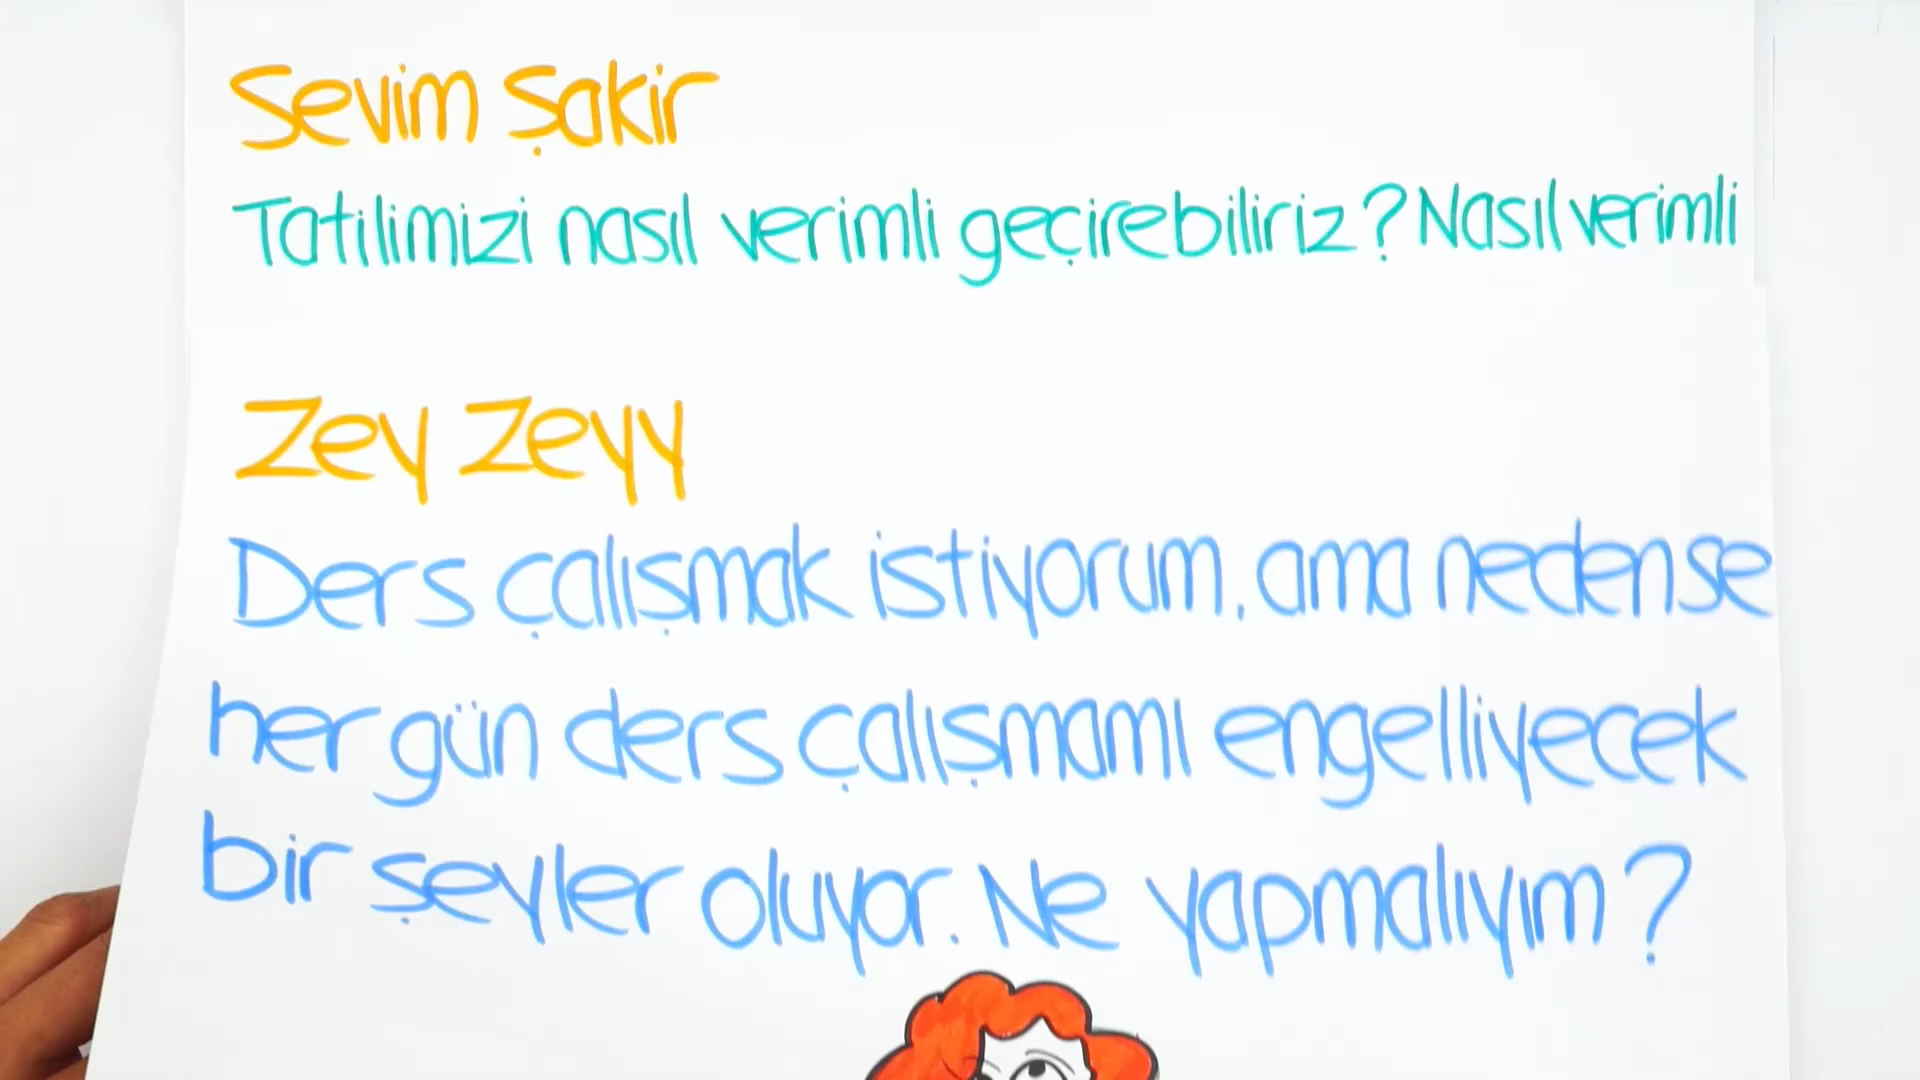 Sevim Şakir
Tatilimizi nasıl verimli geçirebiliriz? Nasıl verimli
Zey Zeyy
Ders çalışmak istiyorum, ama nedense
her gün ders çalışmamı engelliyecek
bir şeyler oluyor. Ne yapmalıyım?